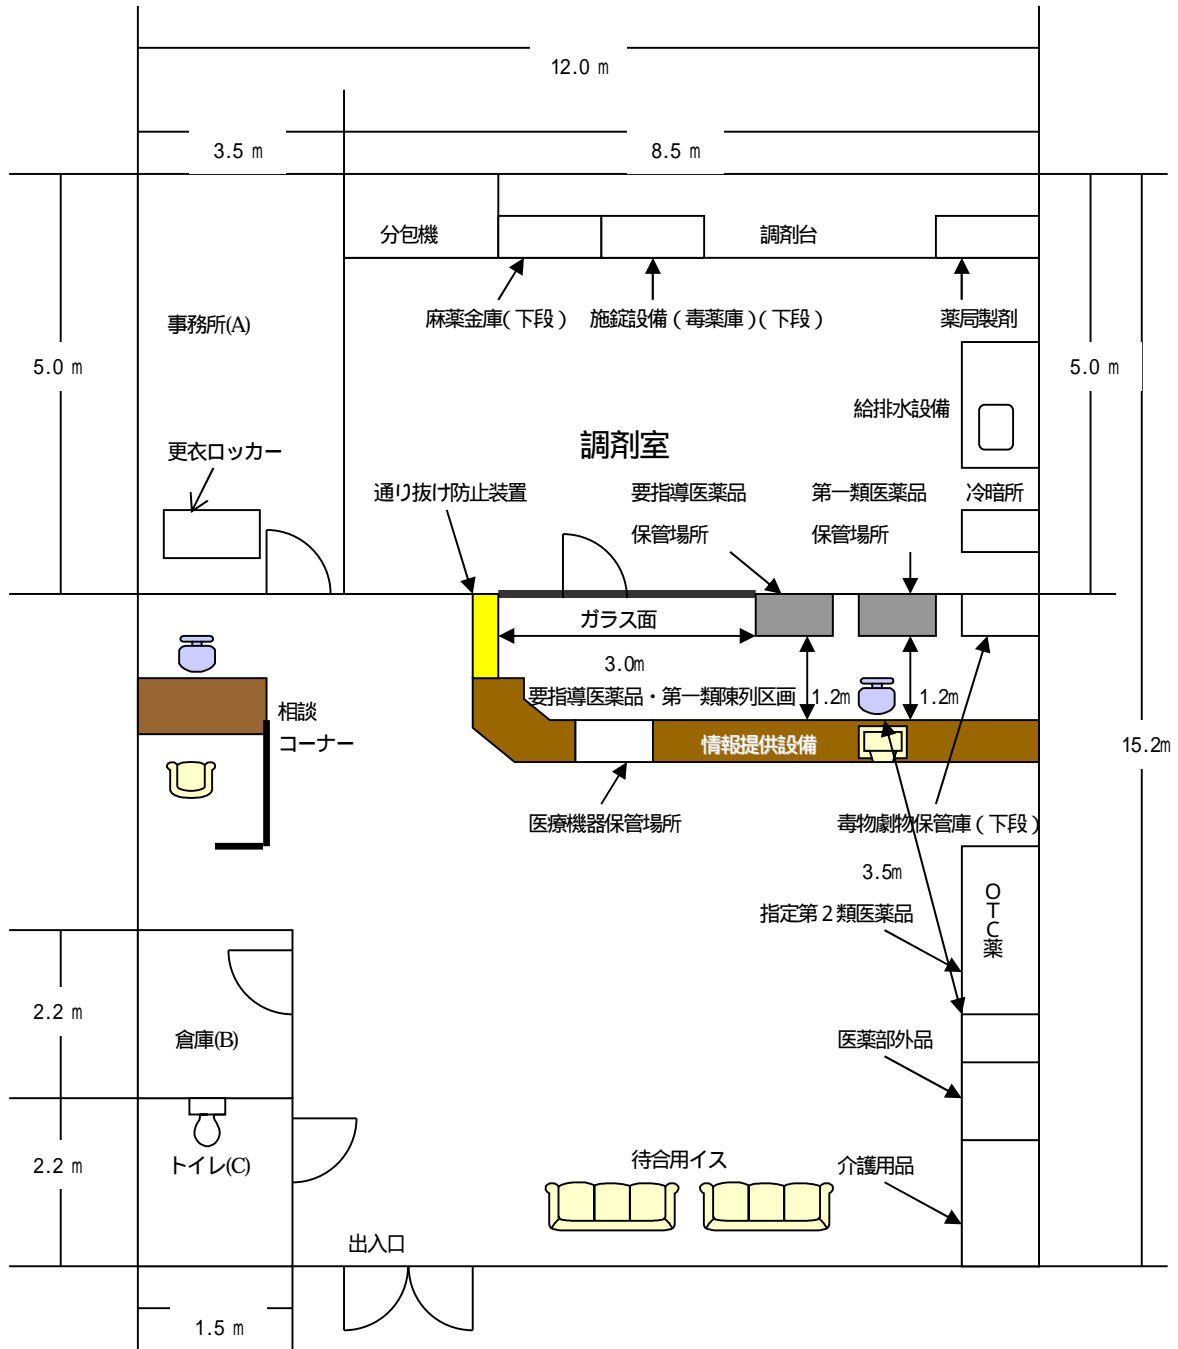 12.0 m
3.5 m
8.5 m
分包機
調剤台
麻薬金庫(下段)
施錠設備(毒薬庫)(下段)
薬局製剤
事務所(A)
5.0 m
5.0 m
給排水設備
調剤室
更衣ロッカー
通り抜け防止装置
要指導医薬品
保管場所
第一類医薬品
保管場所
冷暗所
ガラス面
3.0m
要指導医薬品・第一類陳列区画
1.2m
1.2m
相談
コーナー
情報提供設備
15.2m
医療機器保管場所
毒物劇物保管庫(下段)
3.5m
OTC薬
指定第2類医薬品
2.2 m
倉庫(B)
医薬部外品
2.2 m
トイレ(C)
待合用イス
介護用品
出入口
1.5 m